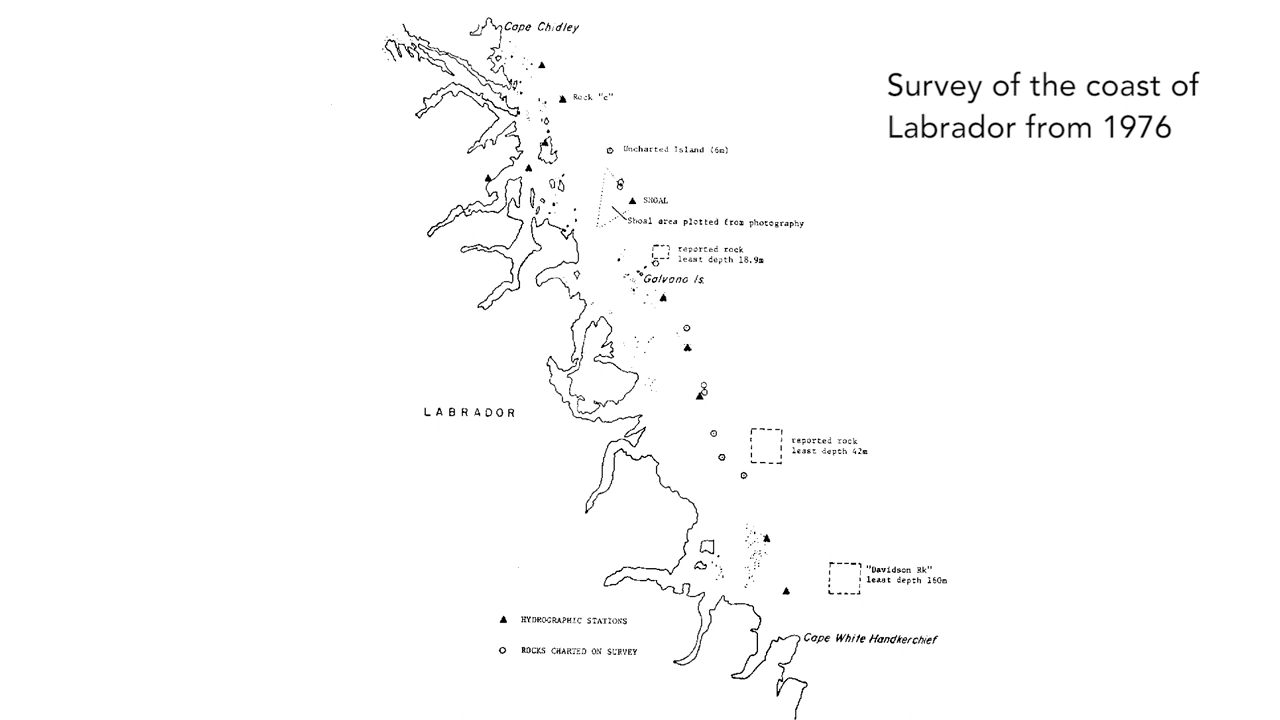 Survey of the coast of
Labrador from 1976
Cape Chidley
Rock "c"
Uncharted Island (6m)
SHOAL
Shoal area plotted from photography
reported rock
least depth 18.9m
Galvano Is.
LABRADOR
reported rock
least depth 42m
"Davidson Rk"
least depth 160m
HYDROGRAPHIC STATIONS
ROCKS CHARTED ON SURVEY
Cape White Handkerchief